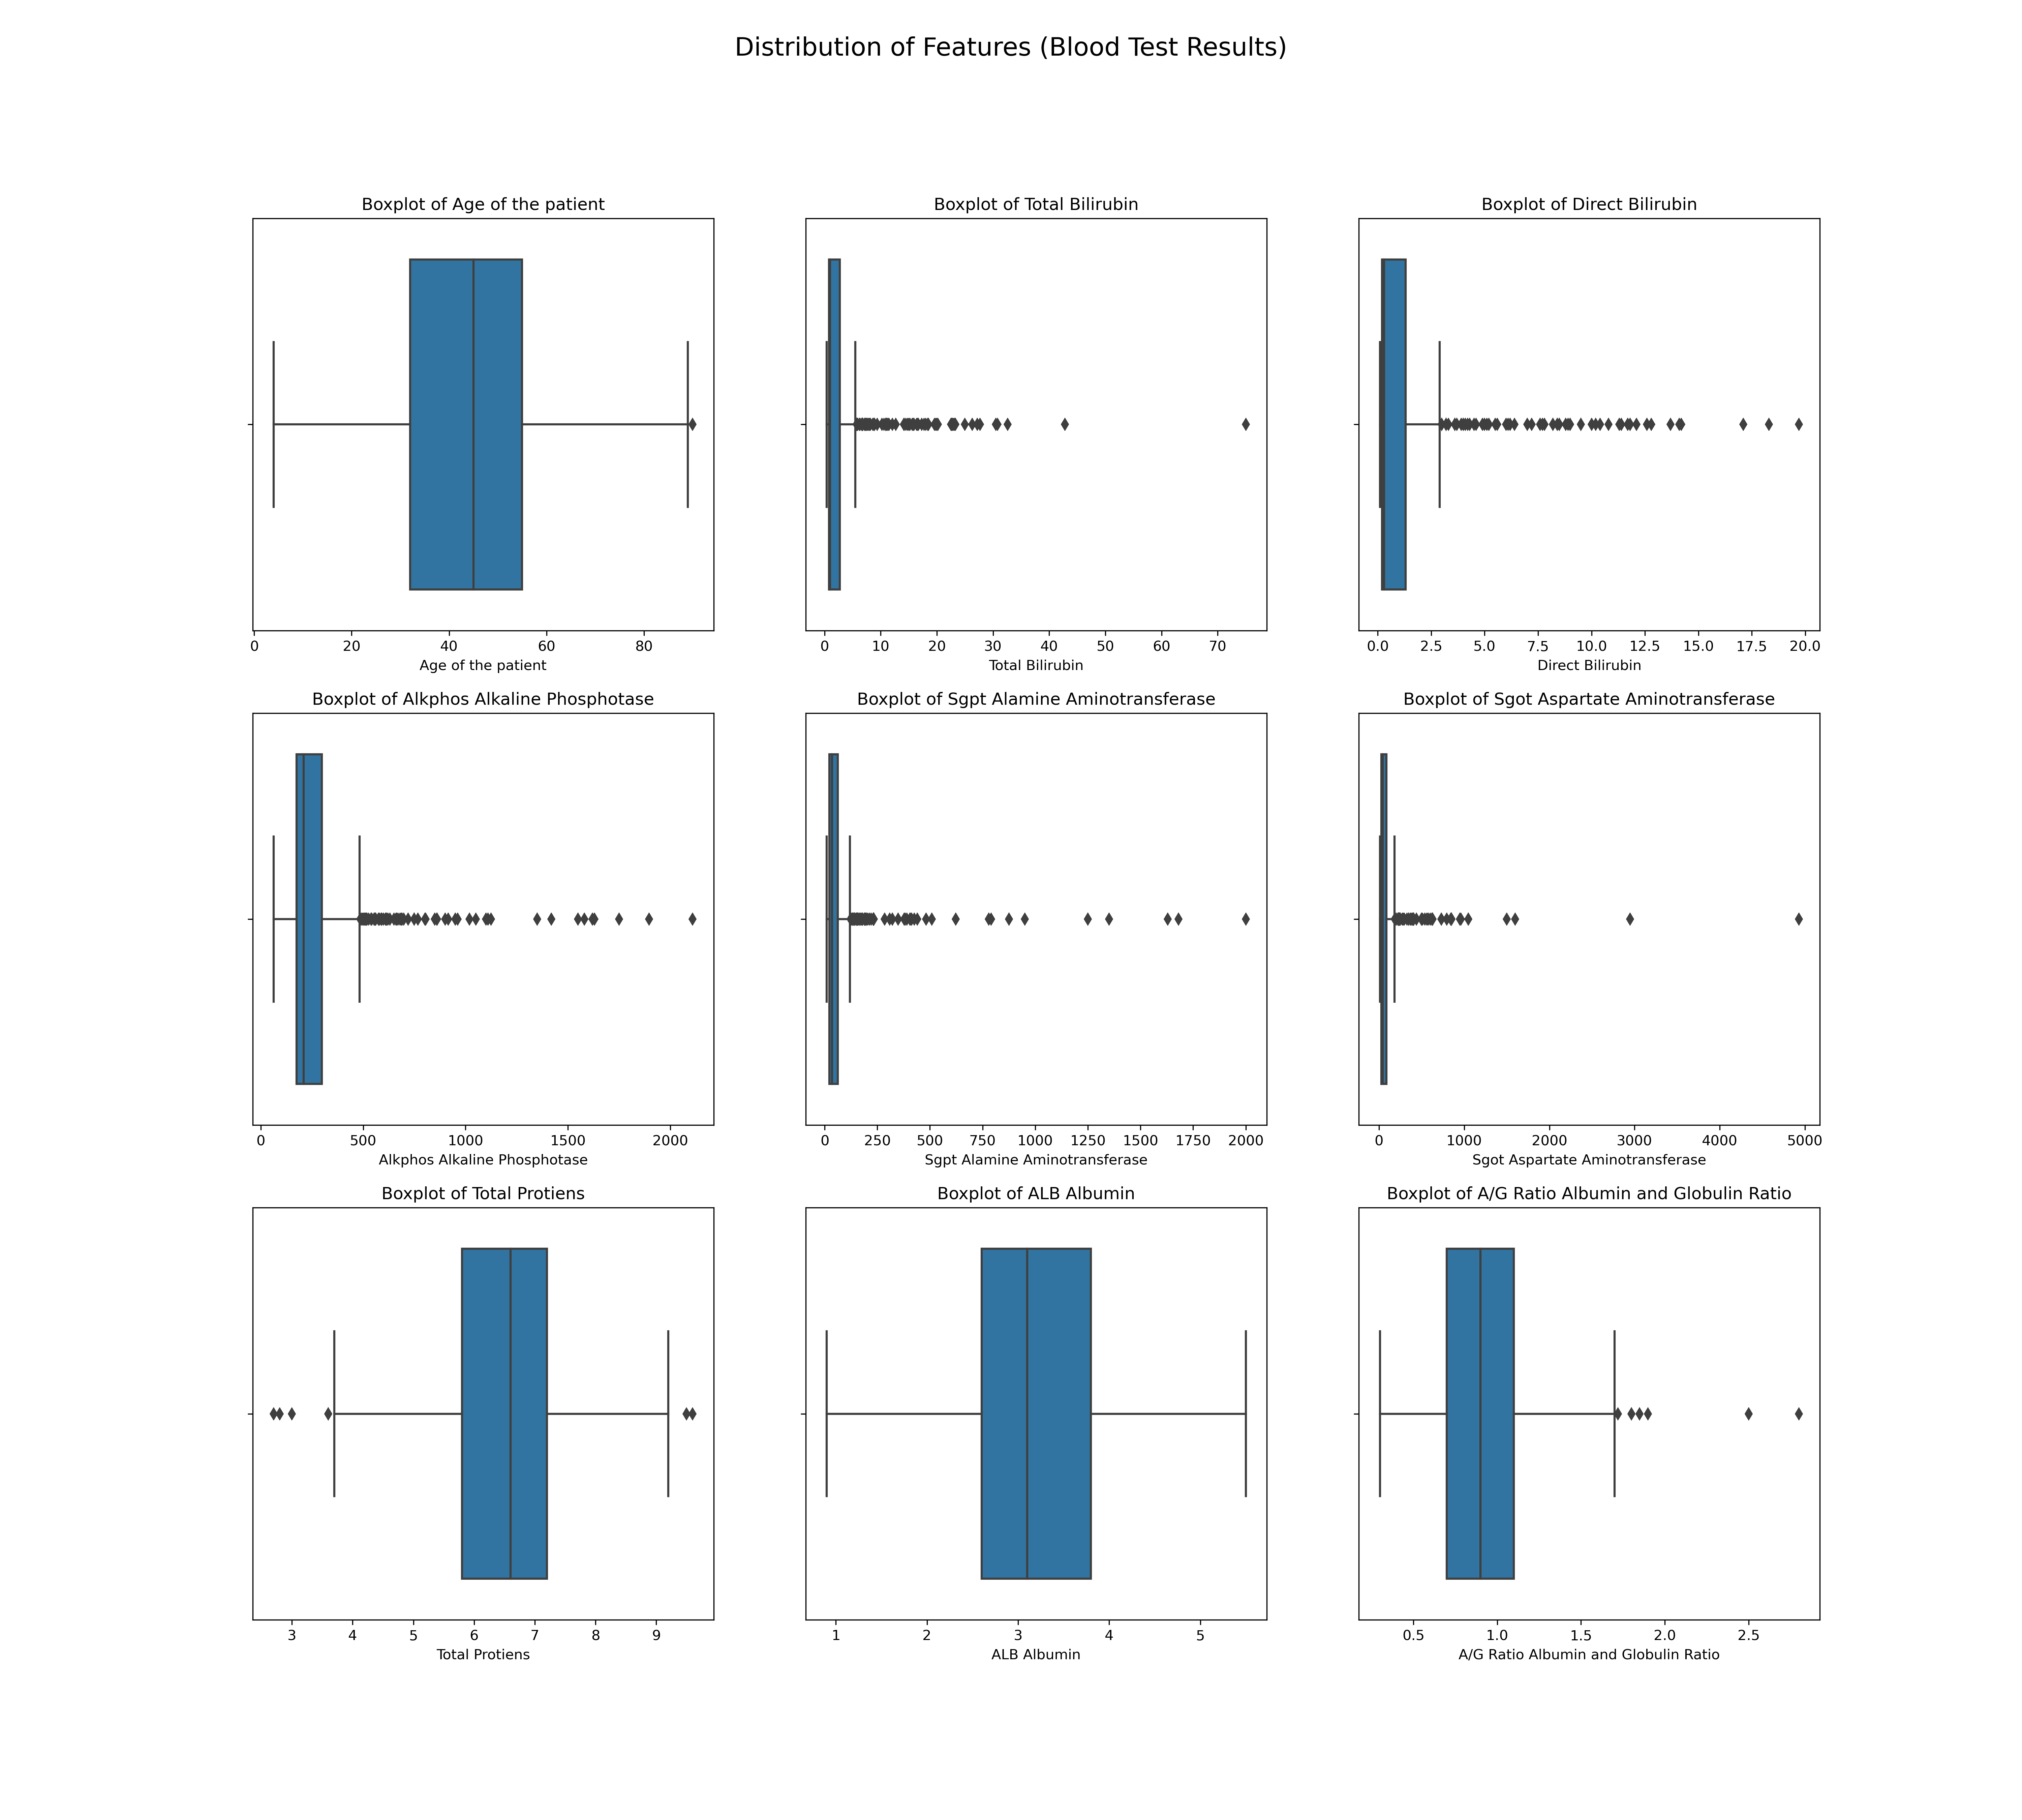 Distribution of Features (Blood Test Results)
Boxplot of Age of the patient
0 20 40 60 80
Age of the patient
Boxplot of Total Bilirubin
0 10 20 30 40 50 60 70
Total Bilirubin
Boxplot of Direct Bilirubin
0.0 2.5 5.0 7.5 10.0 12.5 15.0 17.5 20.0
Direct Bilirubin
Boxplot of Alkphos Alkaline Phosphotase
0 500 1000 1500 2000
Alkphos Alkaline Phosphotase
Boxplot of Sgpt Alamine Aminotransferase
0 250 500 750 1000 1250 1500 1750 2000
Sgpt Alamine Aminotransferase
Boxplot of Sgot Aspartate Aminotransferase
0 1000 2000 3000 4000 5000
Sgot Aspartate Aminotransferase
Boxplot of Total Protiens
3 4 5 6 7 8 9
Total Protiens
Boxplot of ALB Albumin
1 2 3 4 5
ALB Albumin
Boxplot of A/G Ratio Albumin and Globulin Ratio
0.5 1.0 1.5 2.0 2.5
A/G Ratio Albumin and Globulin Ratio